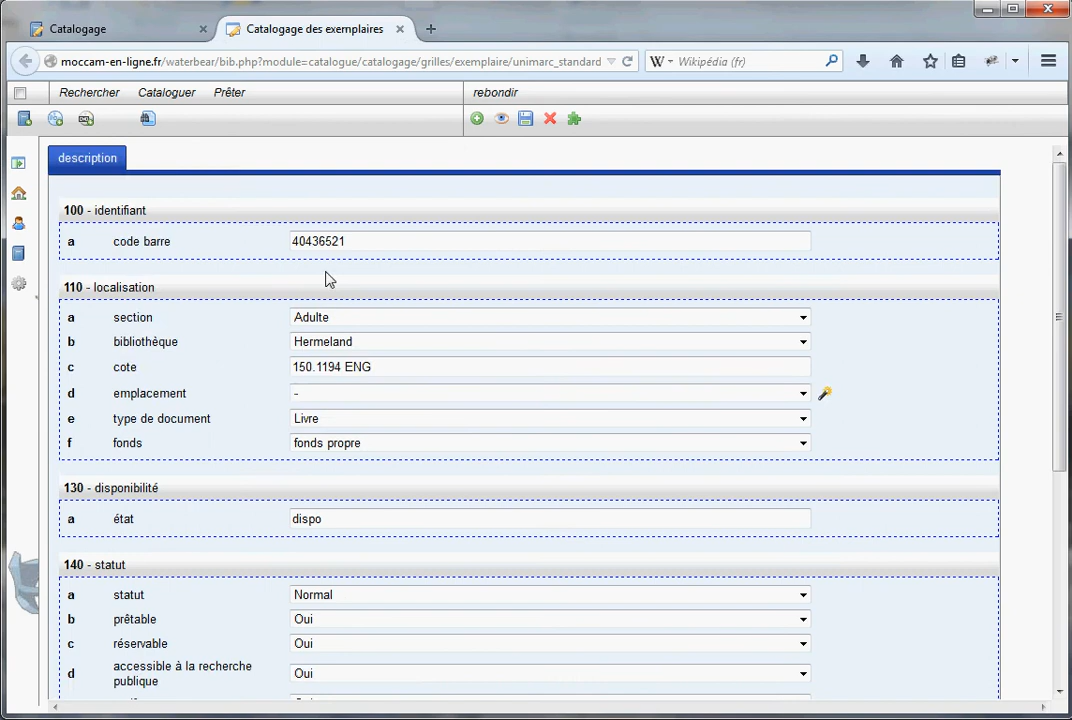 Catalogage
Catalogage des exemplaires
moccam-en-ligne.fr/waterbear/bib.php?module=catalogue/catalogage/grilles/exemplaire/unimarc_standard
W Wikipédia (fr)
Rechercher Cataloguer Prêter rebondir
description
100 - identifiant
a code barre 40436521
110 - localisation
a section Adulte
b bibliothèque Hermeland
c cote 150.1194 ENG
d emplacement -
e type de document Livre
f fonds fonds propre
130 - disponibilité
a état dispo
140 - statut
a statut Normal
b prêtable Oui
c réservable Oui
d accessible à la recherche publique Oui